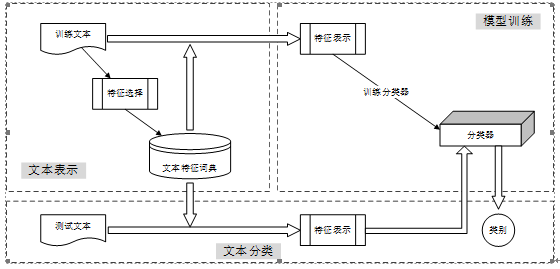 训练文本
特征表示
模型训练
特征选择
训练分类器
分类器
文本特征词典
文本表示
测试文本
特征表示
类别
文本分类